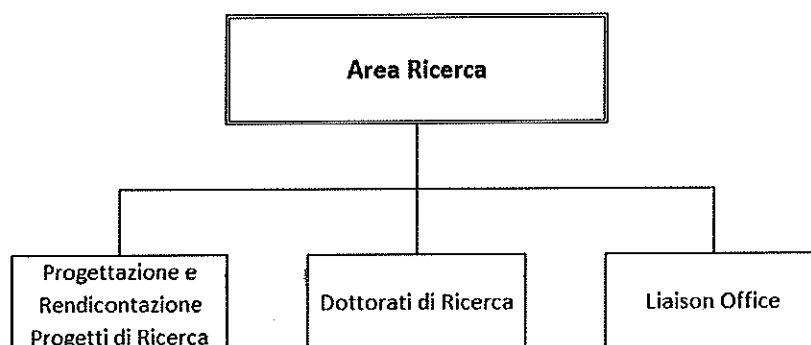 Area Ricerca
Progettazione e
Rendicontazione
Progetti di Ricerca
Dottorati di Ricerca
Liaison Office